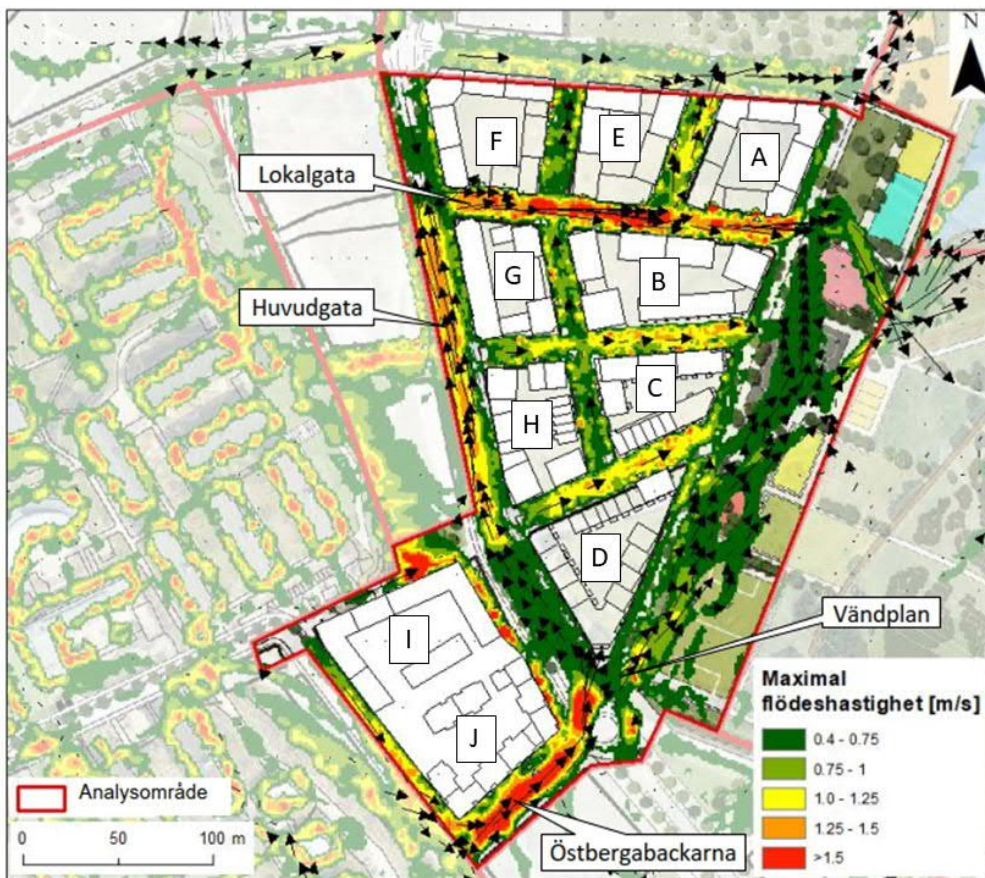 N
F
E
A
Lokalgata
G
B
Huvudgata
C
H
D
I
Vändplan
J
Maximal
flödeshastighet [m/s]
0.4 - 0.75
0.75 - 1
1.0 - 1.25
1.25 - 1.5
>1.5
Analysområde
0 50 100 m
Östbergabackarna